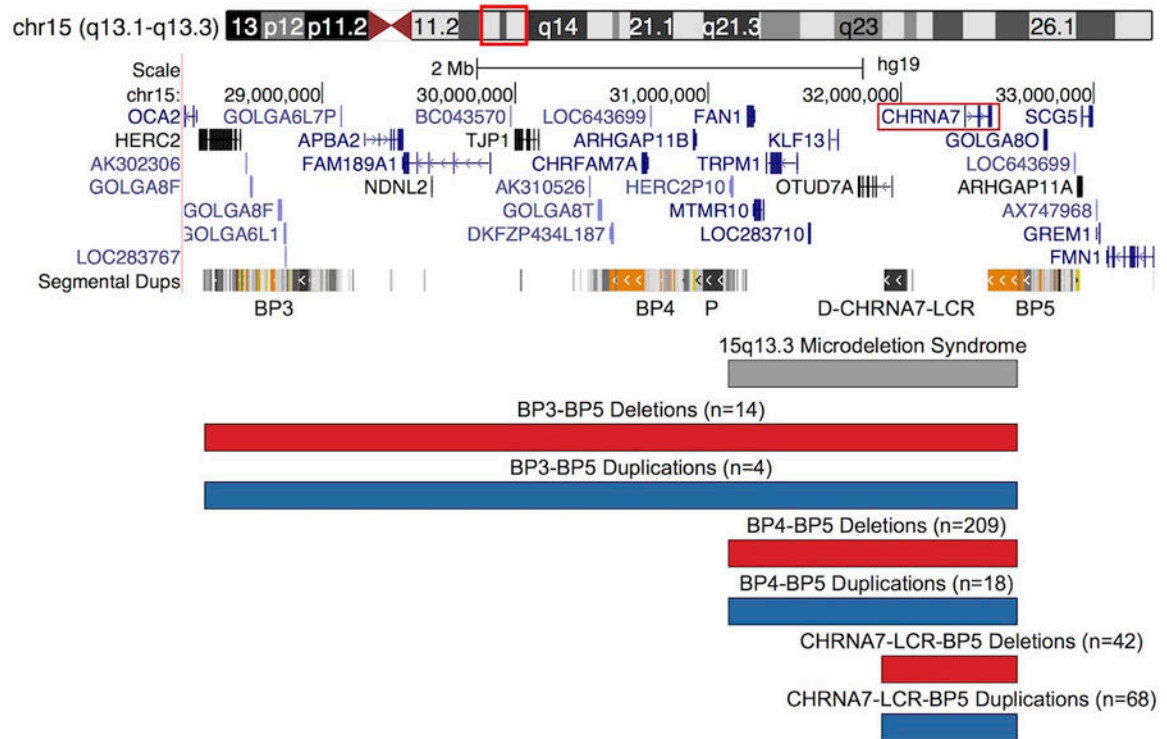 chr15 (q13.1-q13.3) 13 p12 p11.2 11.2 q14 21.1 q21.3 q23 26.1
Scale 2 Mb hg19
chr15: 29,000,000 30,000,000 31,000,000 32,000,000 33,000,000
OCA2 GOLGA6L7P BC043570 LOC643699 FAN1 CHRNA7 SCG5
HERC2 APBA2 TJP1 ARHGAP11B KLF13 GOLGA8O
AK302306 FAM189A1 CHRFAM7A TRPM1 LOC643699
GOLGA8F NDNL2 AK310526 HERC2P10 OTUD7A ARHGAP11A
GOLGA8F GOLGA8T MTMR10 AX747968
GOLGA6L1 DKFZP434L187 LOC283710 GREM1
LOC283767 FMN1
Segmental Dups
BP3 BP4 P D-CHRNA7-LCR BP5
15q13.3 Microdeletion Syndrome
BP3-BP5 Deletions (n=14)
BP3-BP5 Duplications (n=4)
BP4-BP5 Deletions (n=209)
BP4-BP5 Duplications (n=18)
CHRNA7-LCR-BP5 Deletions (n=42)
CHRNA7-LCR-BP5 Duplications (n=68)